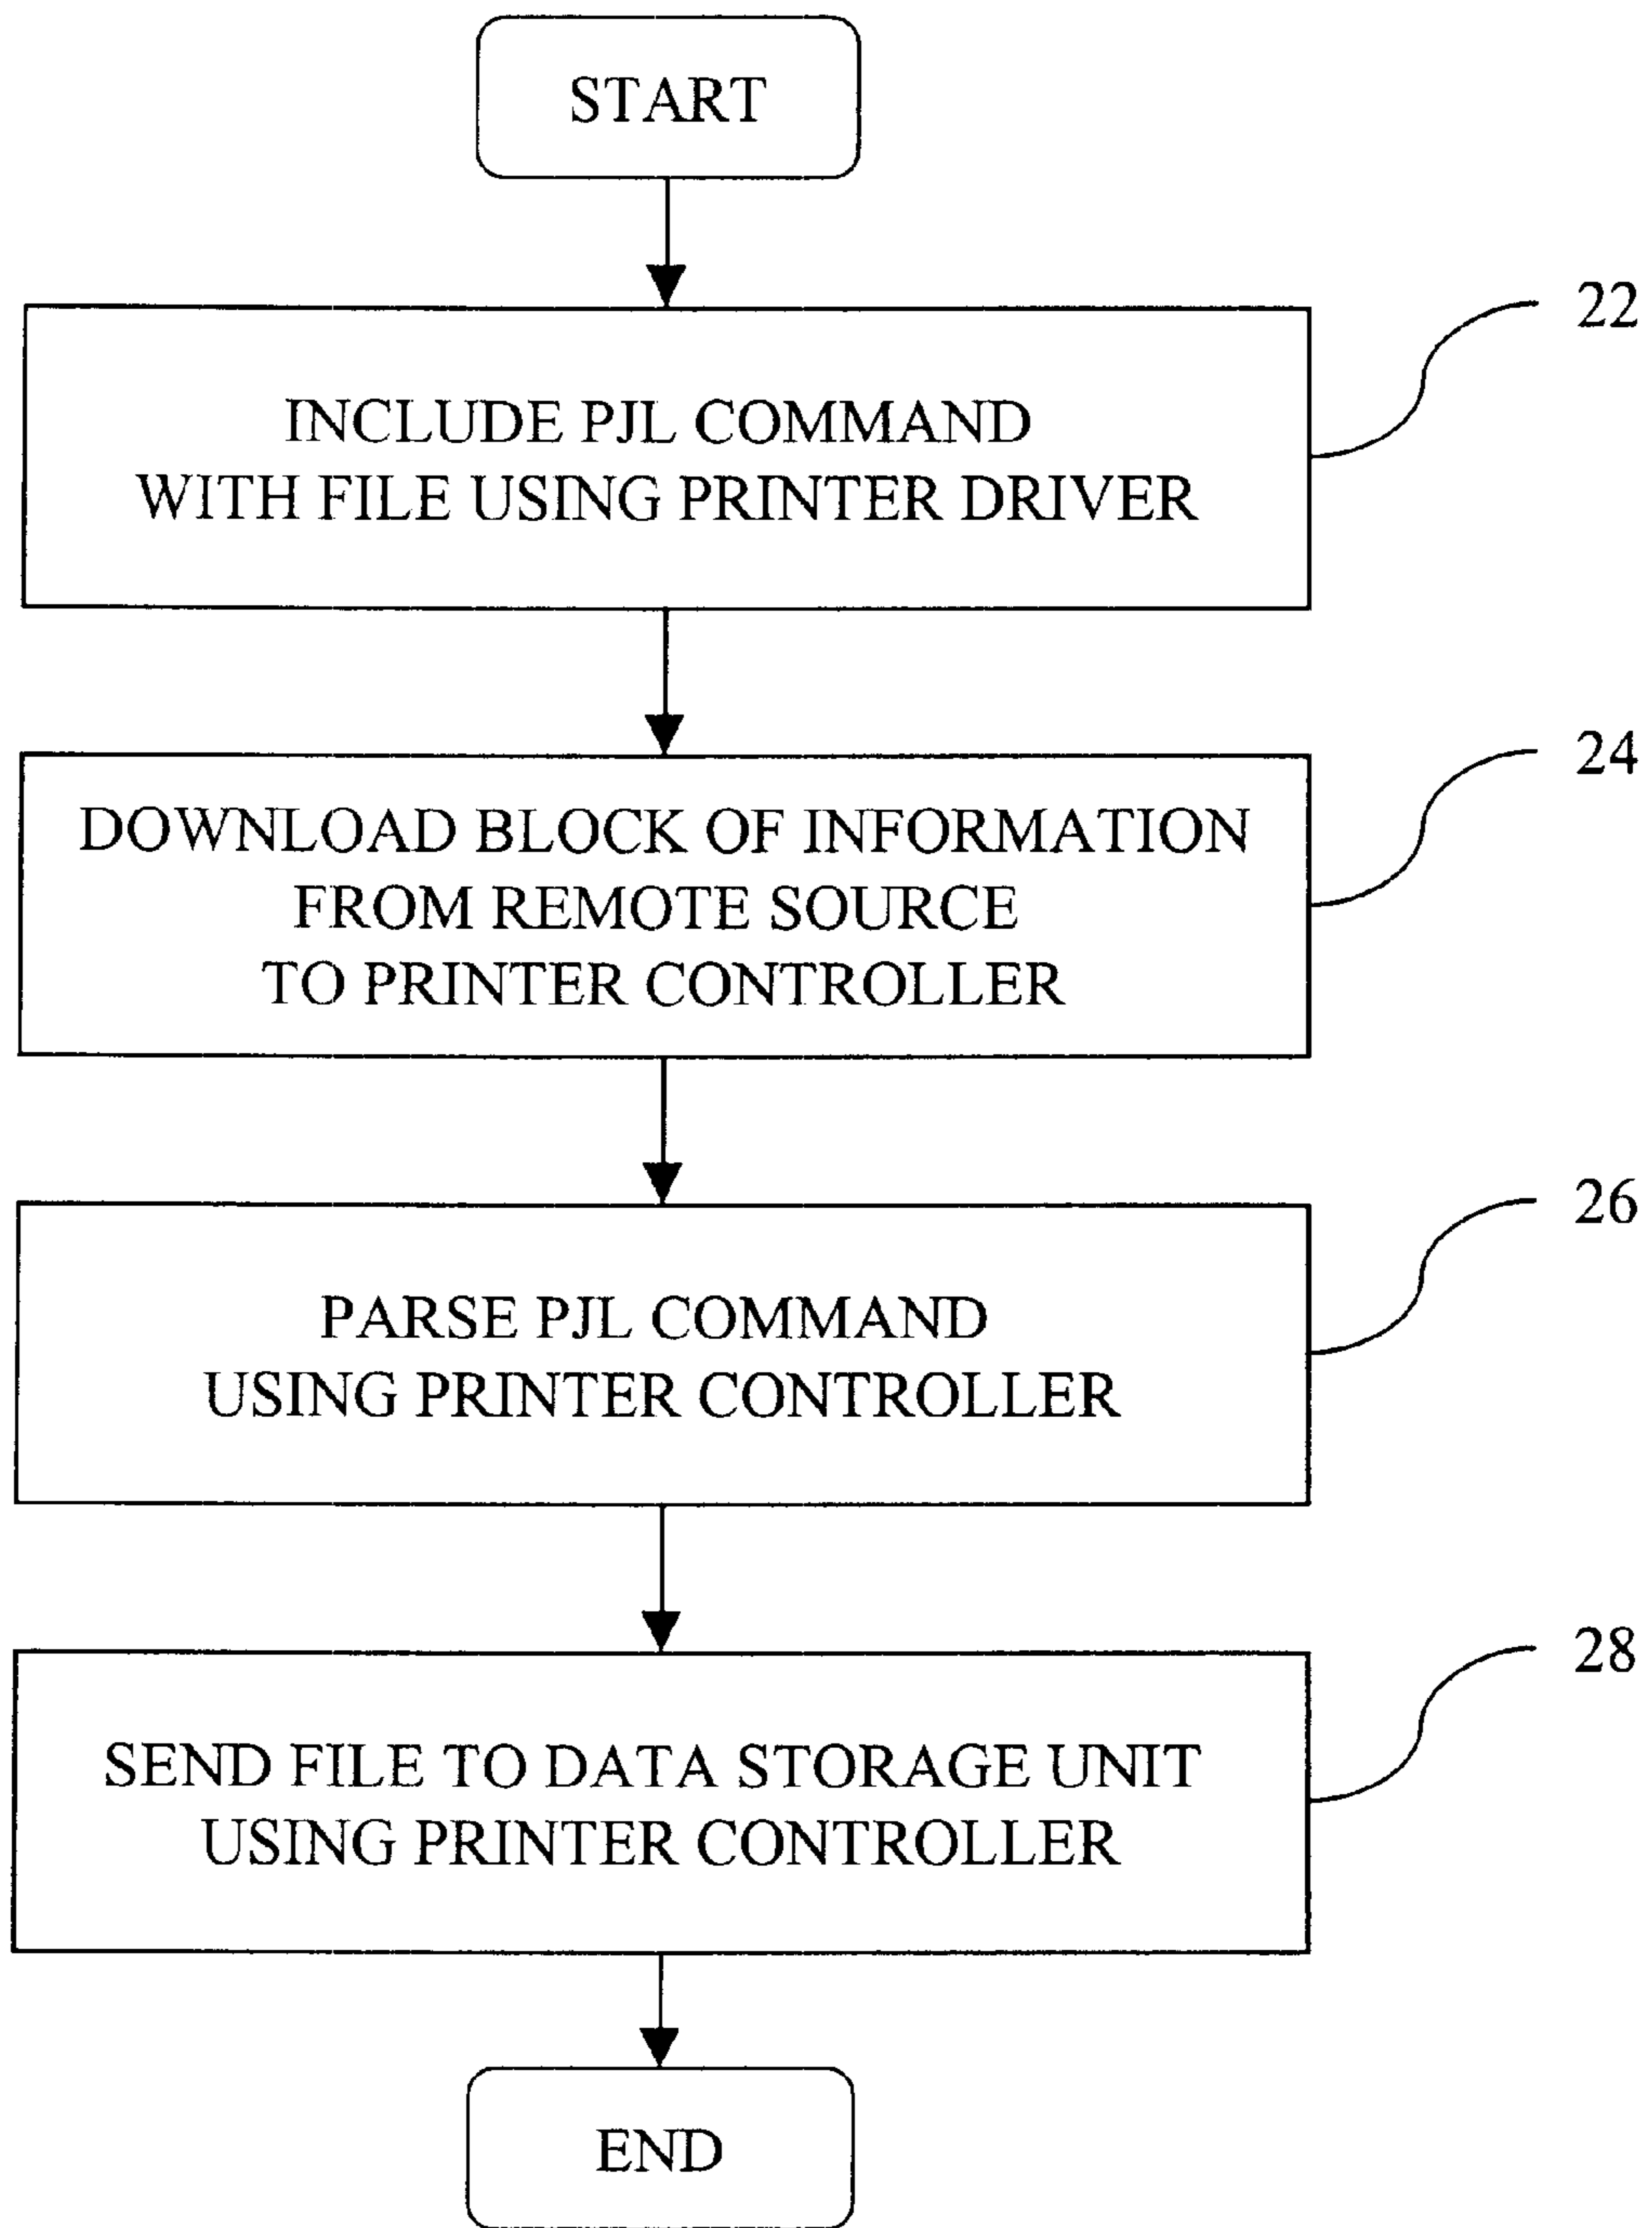 START
22
INCLUDE PJL COMMAND
WITH FILE USING PRINTER DRIVER
24
DOWNLOAD BLOCK OF INFORMATION
FROM REMOTE SOURCE
TO PRINTER CONTROLLER
26
PARSE PJL COMMAND
USING PRINTER CONTROLLER
28
SEND FILE TO DATA STORAGE UNIT
USING PRINTER CONTROLLER
END